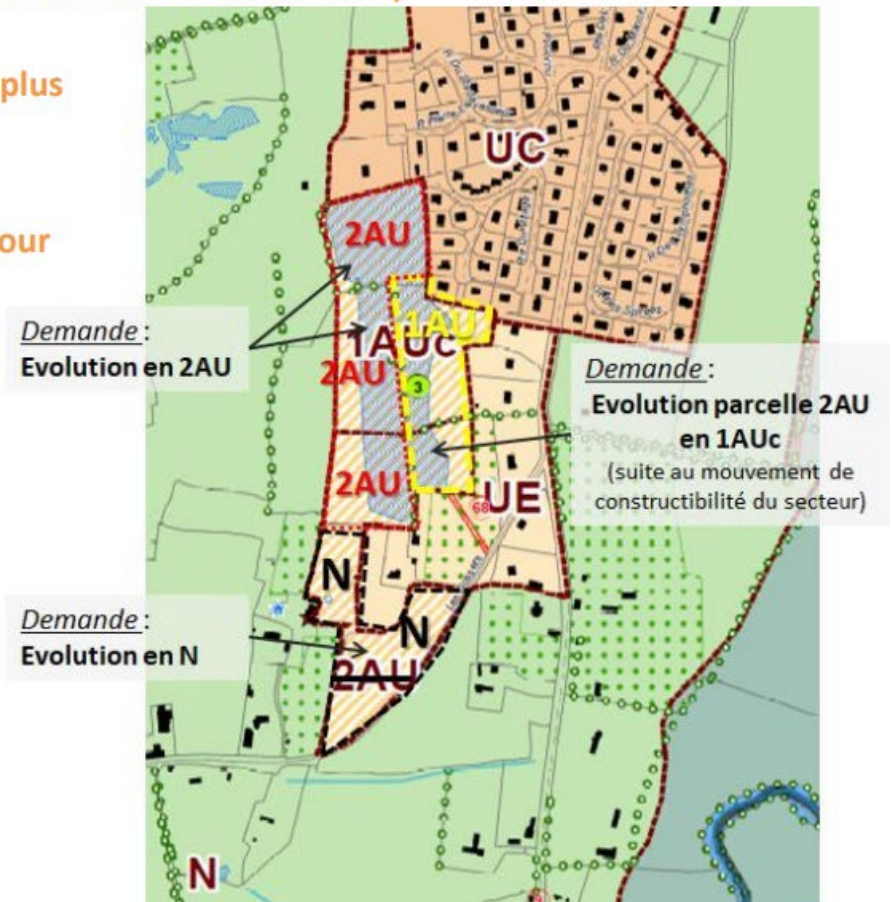 plus
our
UC
2AU
Demande :
Evolution en 2AU
1AU
1AUc
2AU
3
Demande :
Evolution parcelle 2AU
en 1AUc
(suite au mouvement de
constructibilité du secteur)
2AU
68
UE
N
N
Demande :
Evolution en N
2AU
N